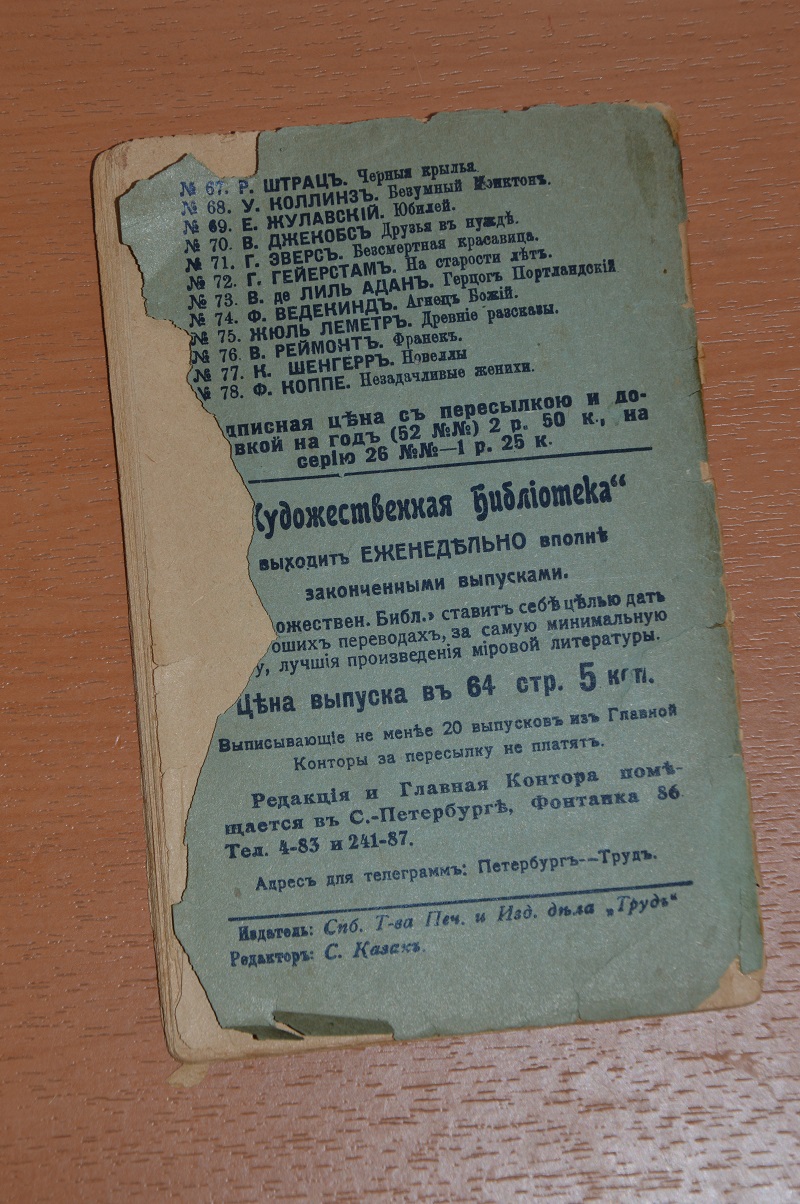 № 67. Р. ШТРАЦЪ. Черныя крылья
№ 68. У. КОЛЛИНЗЪ. Безумный Мэнктонъ.
№ 69. Е. ЖУЛАВСКІЙ. Юбилей.
№ 70. В. ДЖЕКОБСЪ Друзья въ нуждѣ.
№ 71. Г. ЭВЕРСЪ. Безсмертная красавица.
№ 72. Г. ГЕЙЕРСТАМЪ. На старости лѣтъ.
№ 73. В. де ЛИЛЬ АДАНЪ. Герцогъ Портландскій
№ 74. Ф. ВЕДЕКИНДЪ. Агнецъ Божій.
№ 75. ЖЮЛЬ ЛЕМЕТРЪ. Древніе разсказы.
№ 76. В. РЕЙМОНТЪ. Франекъ.
№ 77. К. ШЕНГЕРРЪ. Новеллы
№ 78. Ф. КОППЕ. Незадачливые женихи.
дписная цѣна съ пересылкою и до-
вкой на годъ (52 №№) 2 р. 50 к., на
серію 26 №№—1 р. 25 к.
Художественная Библіотека“
выходитъ ЕЖЕНЕДѢЛЬНО вполнѣ
законченными выпусками.
ожествен. Библ.» ставитъ себѣ цѣлью дать
ошихъ переводахъ, за самую минимальную
у, лучшія произведенія міровой литературы.
Цѣна выпуска въ 64 стр. 5 коп.
Выписывающіе не менѣе 20 выпусковъ изъ Главной
Конторы за пересылку не платятъ.
Редакція и Главная Контора помѣ-
щается въ С.-Петербургѣ, Фонтанка 86
Тел. 4-83 и 241-87.
Адресъ для телеграммъ: Петербургъ—Трудъ.
Издатель: Спб. Т-ва Печ. и Изд. дѣла „Трудъ“
Редакторъ: С. Казакъ.